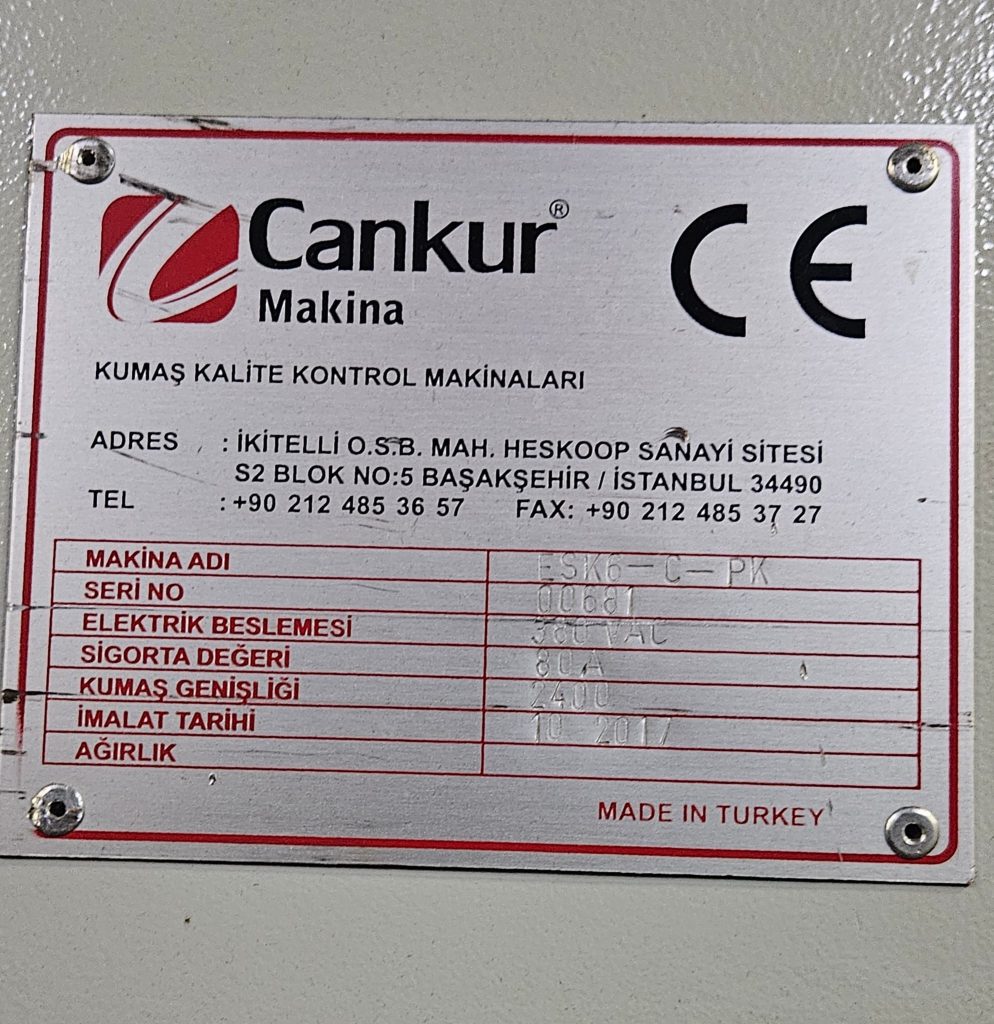 Cankur®
Makina
CE
KUMAŞ KALİTE KONTROL MAKİNALARI
ADRES : İKİTELLİ O.S.B. MAH. HESKOOP SANAYİ SİTESİ
S2 BLOK NO:5 BAŞAKŞEHİR / İSTANBUL 34490
TEL : +90 212 485 36 57 FAX: +90 212 485 37 27
MAKİNA ADI ESK6-C-PK
SERİ NO 00681
ELEKTRİK BESLEMESİ 380 VAC
SİGORTA DEĞERİ 80 A
KUMAŞ GENİŞLİĞİ 2400
İMALAT TARİHİ 10 2017
AĞIRLIK
MADE IN TURKEY